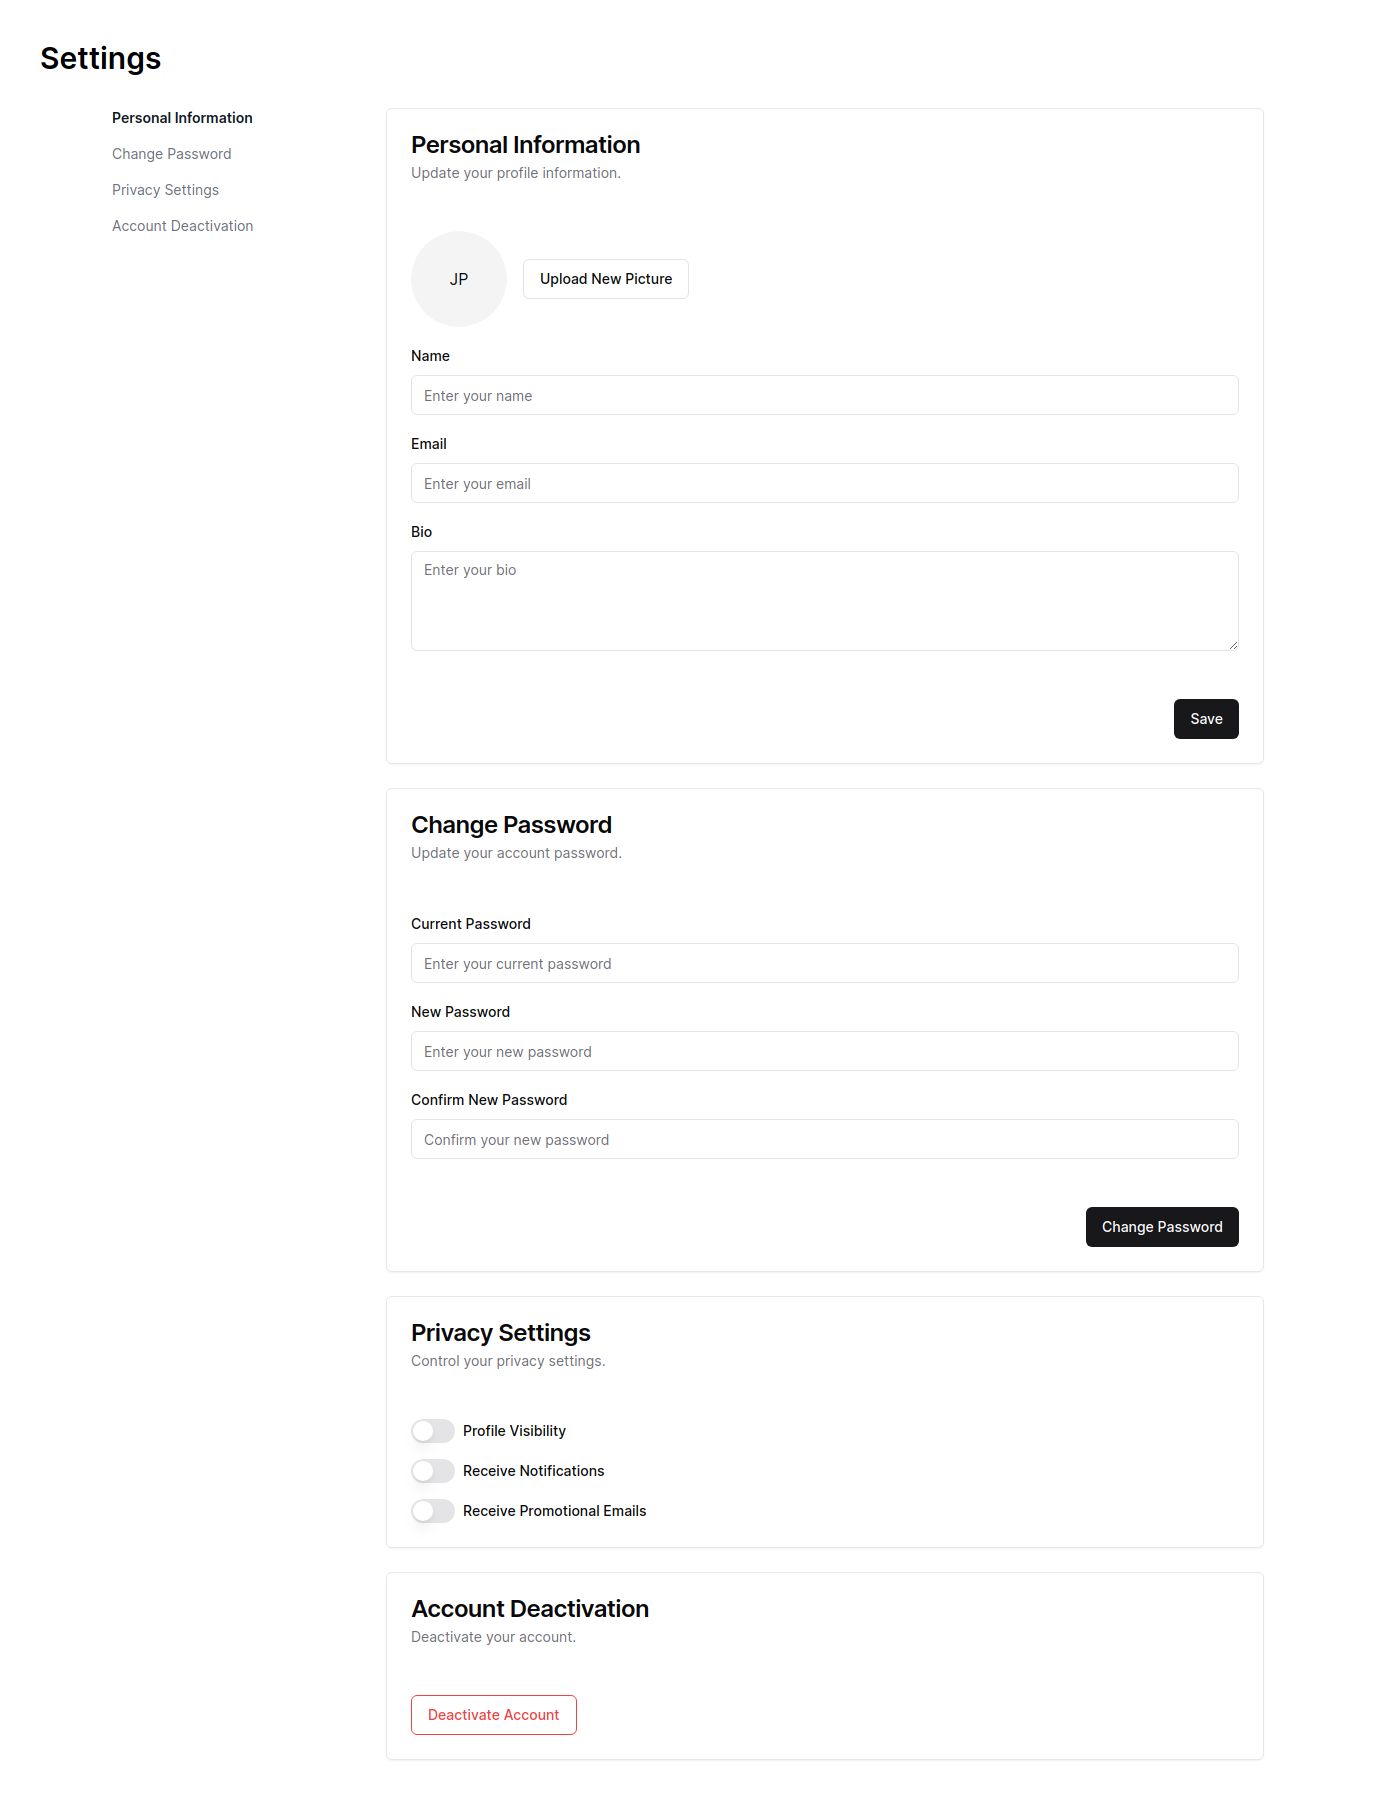 Settings
Personal Information
Change Password
Privacy Settings
Account Deactivation
Personal Information
Update your profile information.
JP
Upload New Picture
Name
Enter your name
Email
Enter your email
Bio
Enter your bio
Save
Change Password
Update your account password.
Current Password
Enter your current password
New Password
Enter your new password
Confirm New Password
Confirm your new password
Change Password
Privacy Settings
Control your privacy settings.
Profile Visibility
Receive Notifications
Receive Promotional Emails
Account Deactivation
Deactivate your account.
Deactivate Account